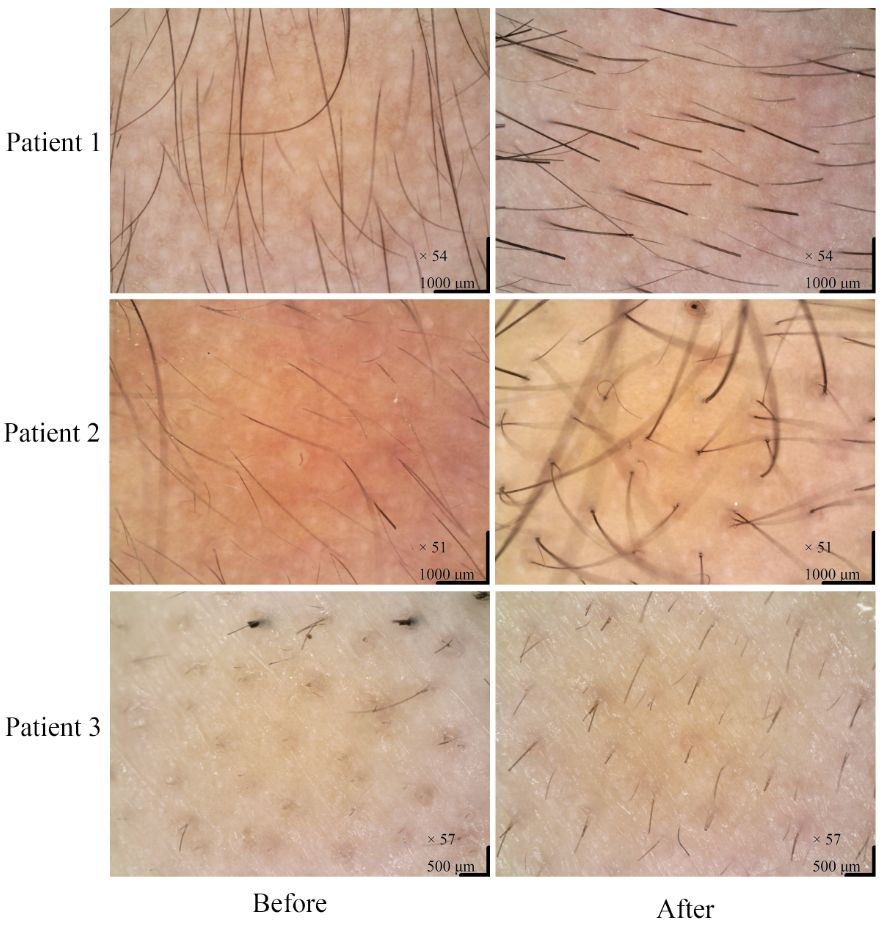 Patient 1
× 54
1000 μm
× 54
1000 μm
Patient 2
× 51
1000 μm
× 51
1000 μm
Patient 3
× 57
500 μm
× 57
500 μm
Before
After